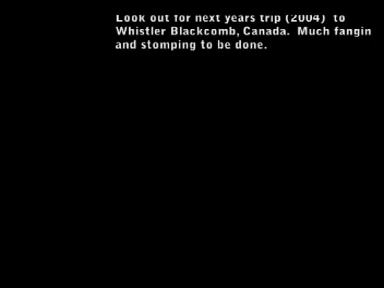 Look out for next years trip (2004) to
Whistler Blackcomb, Canada. Much fangin
and stomping to be done.